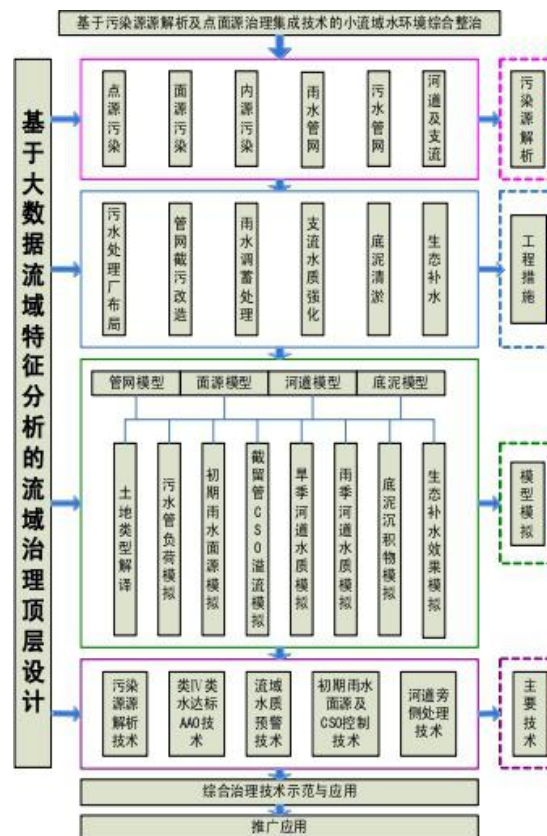 基于污染源源解析及点面源治理集成技术的小流域水环境综合整治
基于大数据流域特征分析的流域治理顶层设计
点源污染
面源污染
内源污染
雨水管网
污水管网
河道及支流
污染源解析
污水处理厂布局
管网截污改造
雨水调蓄处理
支流水质强化
底泥清淤
生态补水
工程措施
管网模型
面源模型
河道模型
底泥模型
土地类型解译
污水管负荷模拟
初期雨水面源模拟
截留管CSO溢流模拟
旱季河道水质模拟
雨季河道水质模拟
底泥沉积物模拟
生态补水效果模拟
模型模拟
污染源源解析技术
类IV类水达标AAO技术
流域水质预警技术
初期雨水面源及CSO控制技术
河道旁侧处理技术
主要技术
综合治理技术示范与应用
推广应用